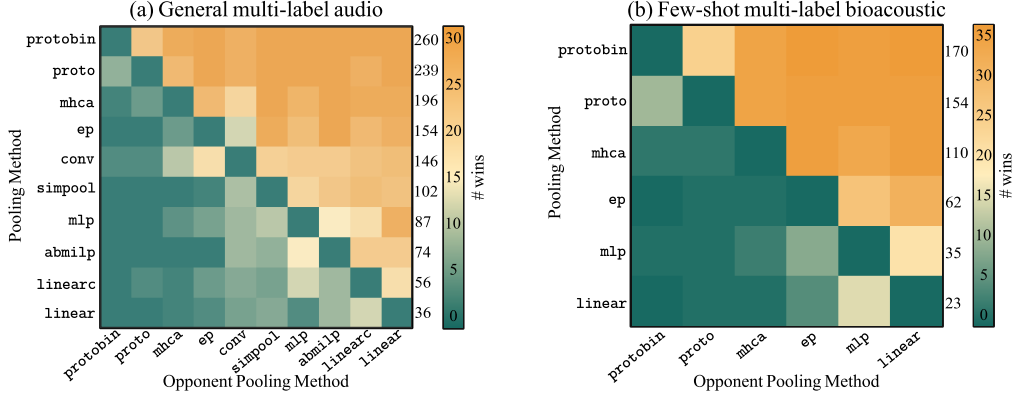 (a) General multi-label audio
Pooling Method
protobin
proto
mhca
ep
conv
simpool
mlp
abmilp
linearc
linear
260
239
196
154
146
102
87
74
56
36
30
25
20
15
10
5
0
# wins
protobin
proto
mhca
ep
conv
simpool
mlp
abmilp
linearc
linear
Opponent Pooling Method
(b) Few-shot multi-label bioacoustic
Pooling Method
protobin
proto
mhca
ep
mlp
linear
170
154
110
62
35
23
35
30
25
20
15
10
5
0
# wins
protobin
proto
mhca
ep
mlp
linear
Opponent Pooling Method